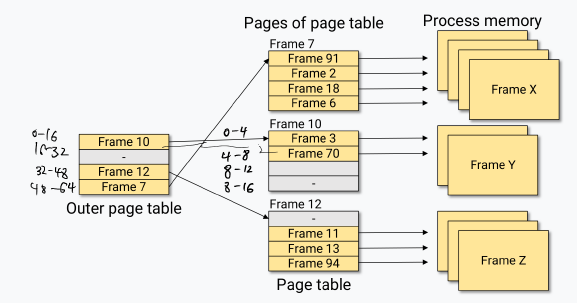 Pages of page table
Process memory
Frame 7
Frame 91
Frame 2
Frame 18
Frame 6
Frame X
Frame 10
Frame 3
Frame 70
-
Frame Y
0-4
4-8
8-12
8-16
0-16
16-32
32-48
48-64
Frame 10
-
Frame 12
Frame 7
Outer page table
Frame 12
-
Frame 11
Frame 13
Frame 94
Frame Z
Page table